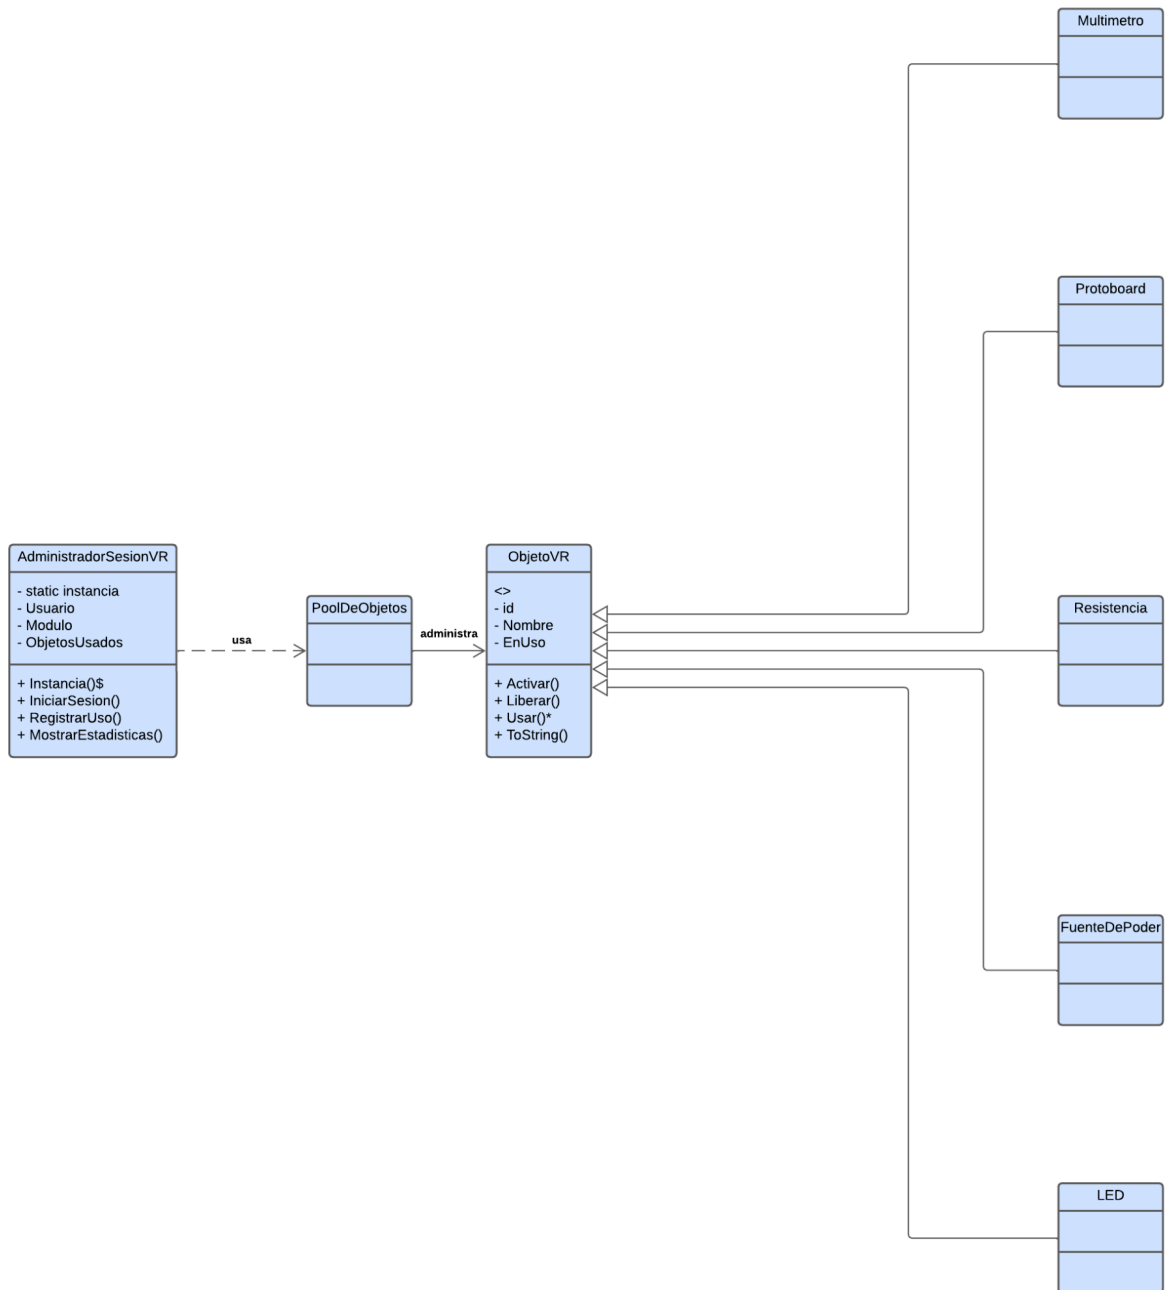 Multimetro
Protoboard
AdministradorSesionVR
- static instancia
- Usuario
- Modulo
- ObjetosUsados
+ Instancia()$
+ IniciarSesion()
+ RegistrarUso()
+ MostrarEstadisticas()
usa
PoolDeObjetos
administra
ObjetoVR
<>
- id
- Nombre
- EnUso
+ Activar()
+ Liberar()
+ Usar()*
+ ToString()
Resistencia
FuenteDePoder
LED